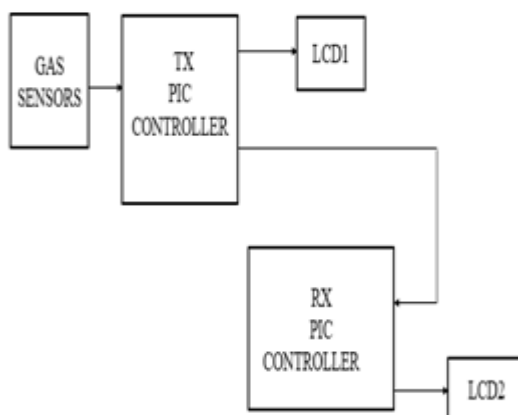 GAS
SENSORS
TX
PIC
CONTROLLER
LCD1
RX
PIC
CONTROLLER
LCD2